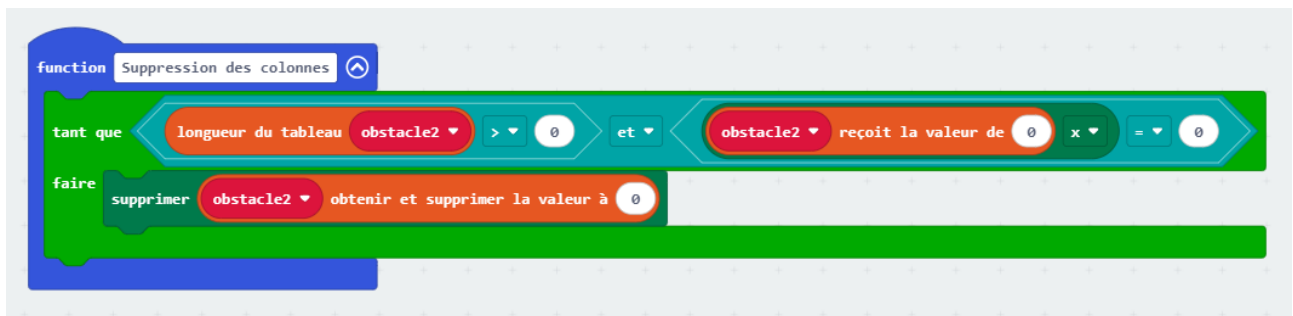 function Suppression des colonnes
tant que longueur du tableau obstacle2 > 0 et obstacle2 reçoit la valeur de 0 x = 0
faire
supprimer obstacle2 obtenir et supprimer la valeur à 0